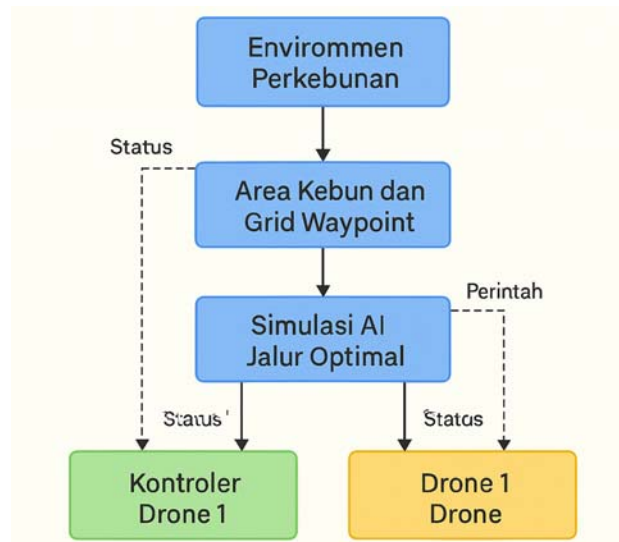 Envirommen
Perkebunan
Status
Area Kebun dan
Grid Waypoint
Perintah
Simulasi AI
Jalur Optimal
Status
Status
Kontroler
Drone 1
Drone 1
Drone